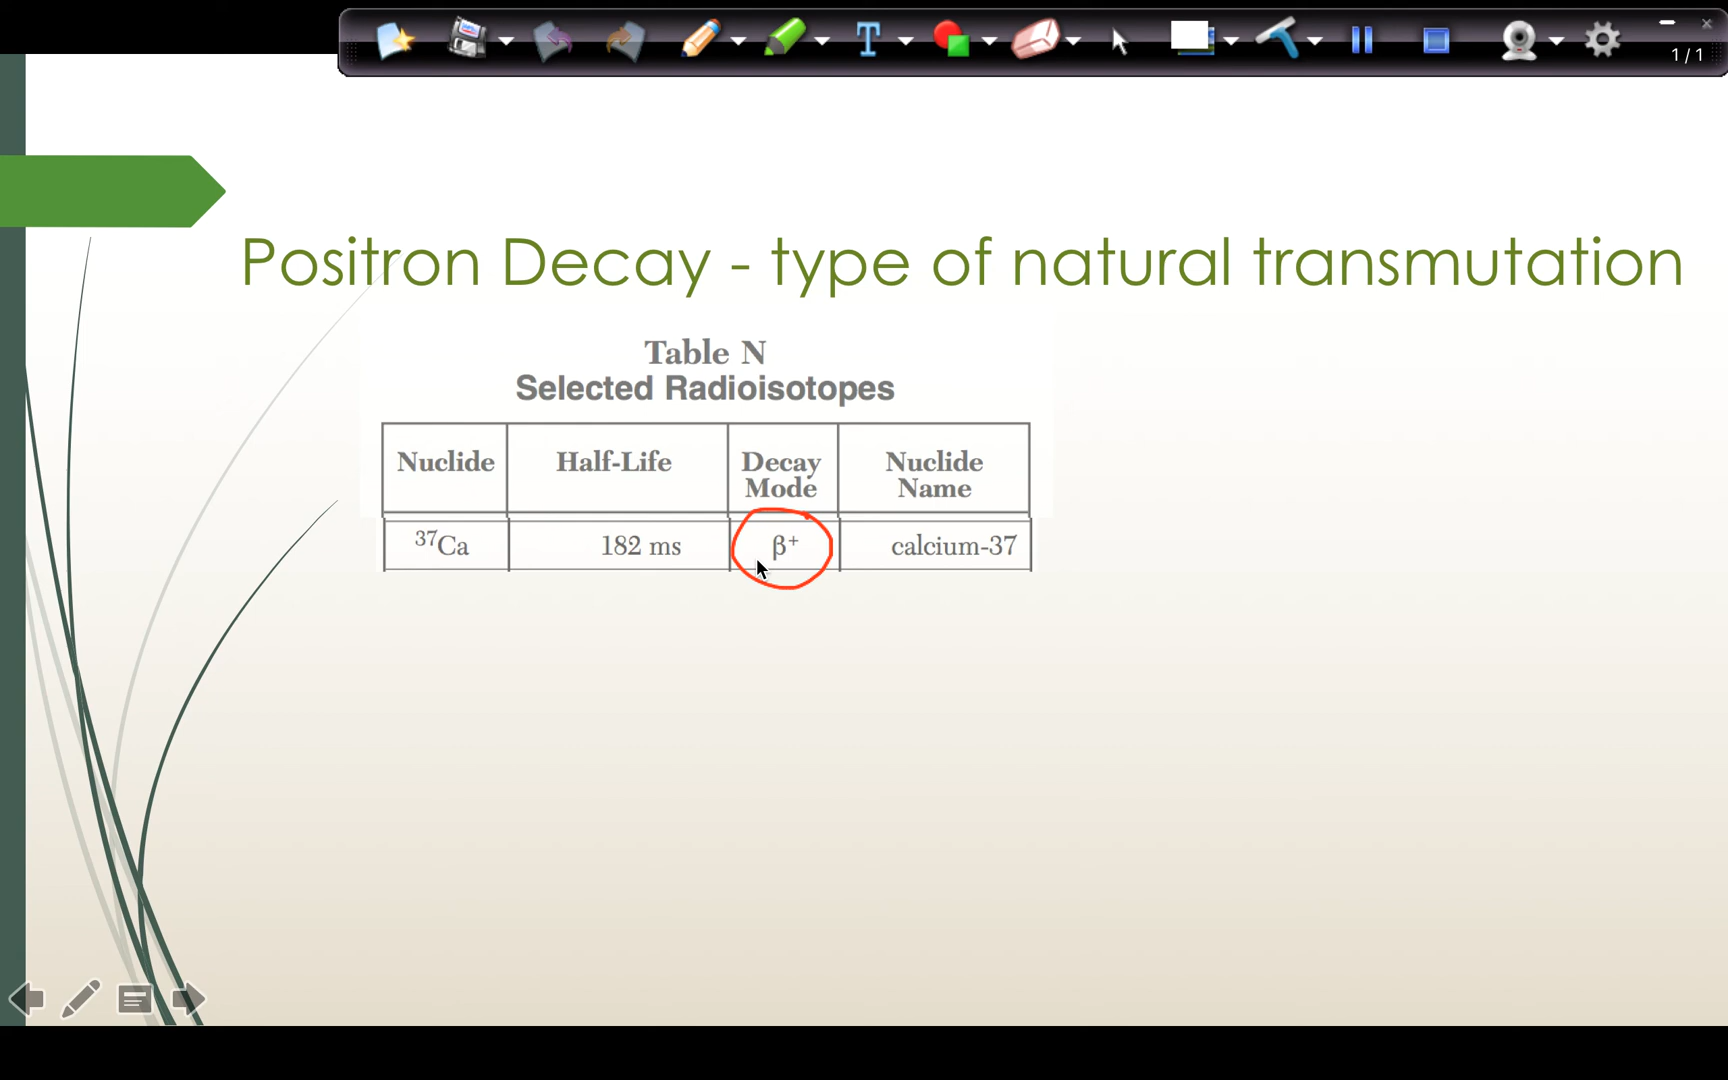 1 / 1
Positron Decay - type of natural transmutation
Table N
Selected Radioisotopes
Nuclide Half-Life Decay Mode Nuclide Name
³⁷Ca 182 ms β⁺ calcium-37